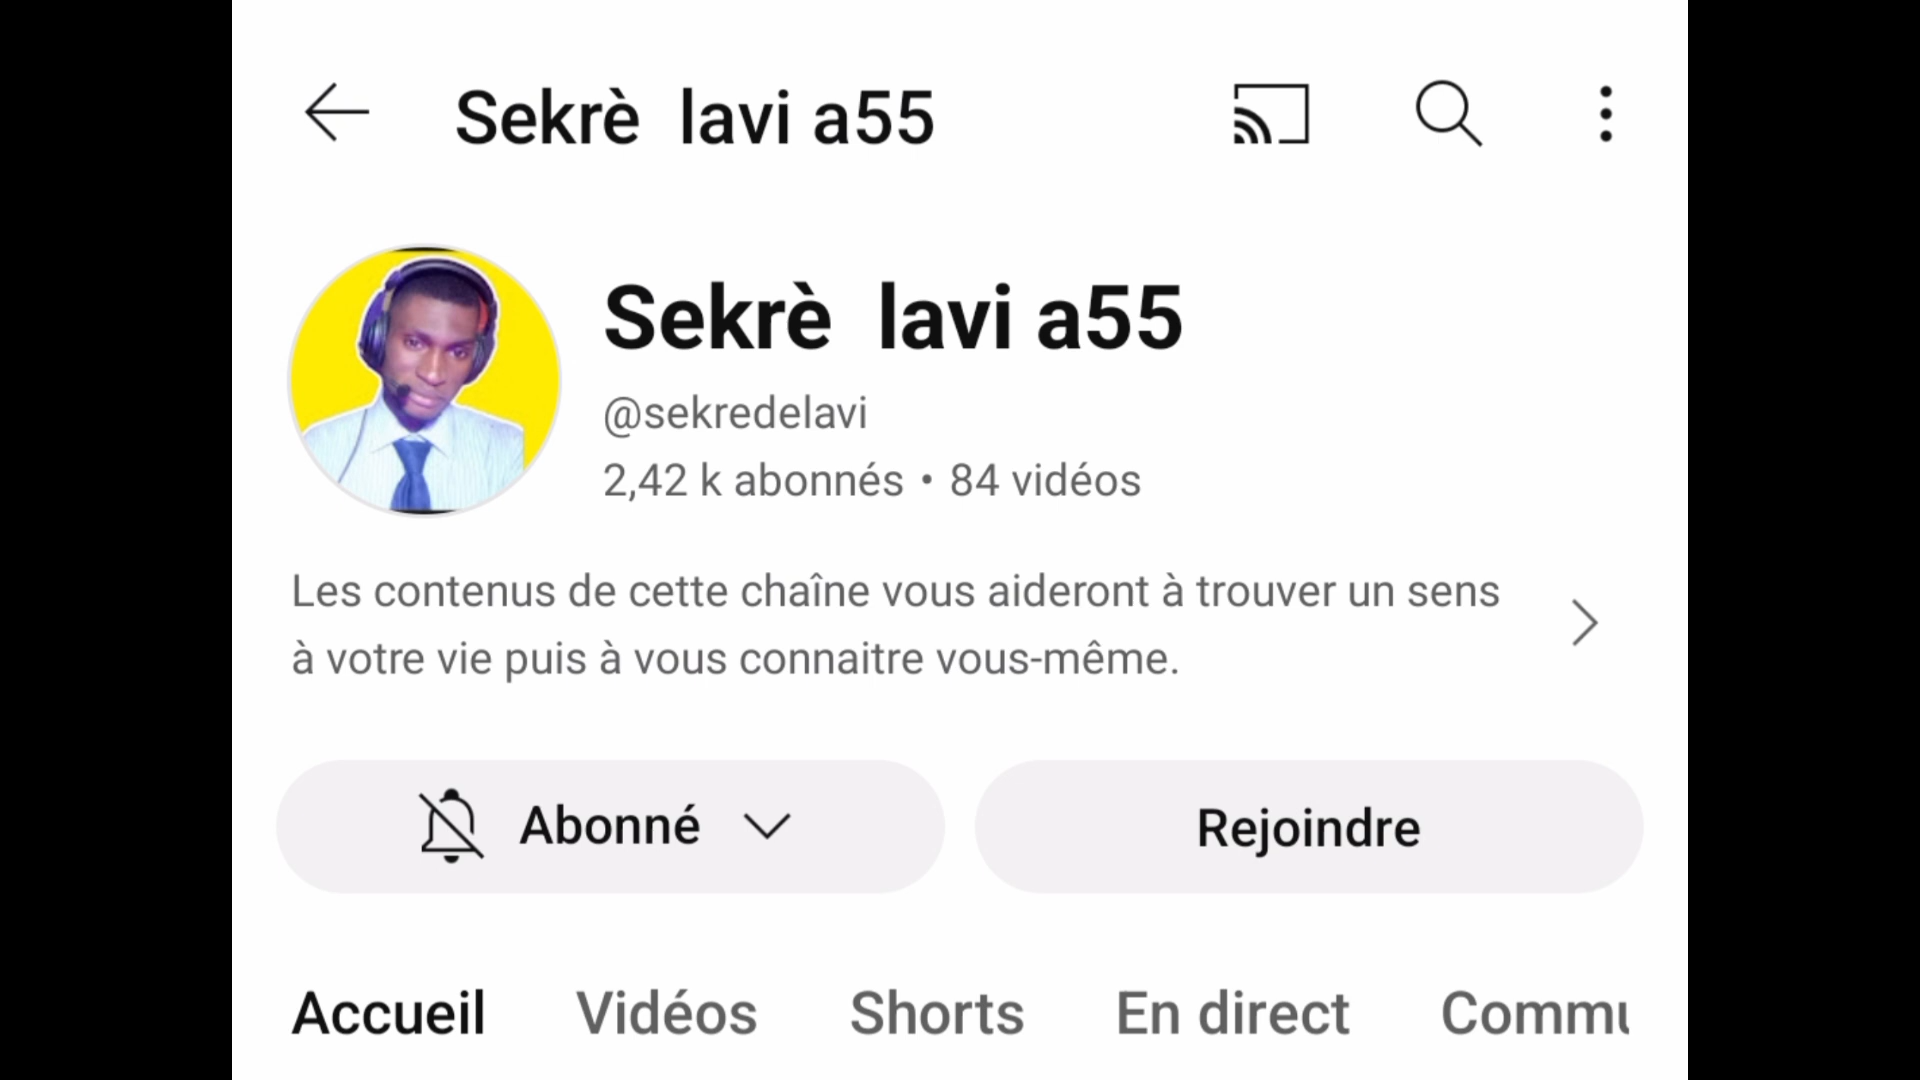 Sekrè lavi a55
Sekrè lavi a55
@sekredelavi
2,42 k abonnés • 84 vidéos
Les contenus de cette chaîne vous aideront à trouver un sens
à votre vie puis à vous connaitre vous-même.
Abonné
Rejoindre
Accueil Vidéos Shorts En direct Commu